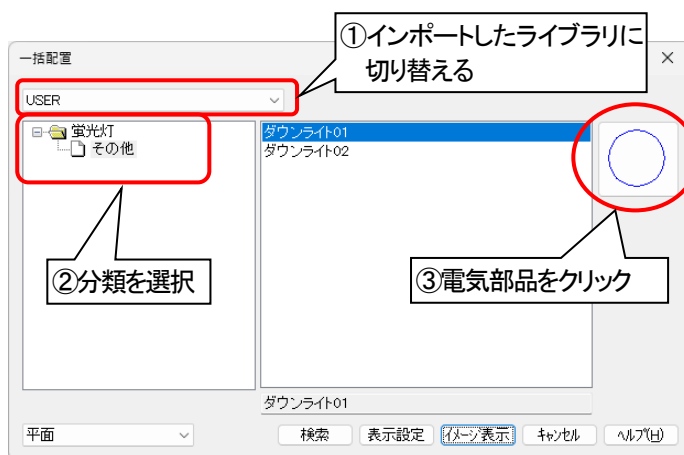 ①インポートしたライブラリに
切り替える
一括配置
USER
蛍光灯
その他
ダウンライト01
ダウンライト02
②分類を選択
③電気部品をクリック
ダウンライト01
平面
検索
表示設定
イメージ表示
キャンセル
ヘルプ(H)